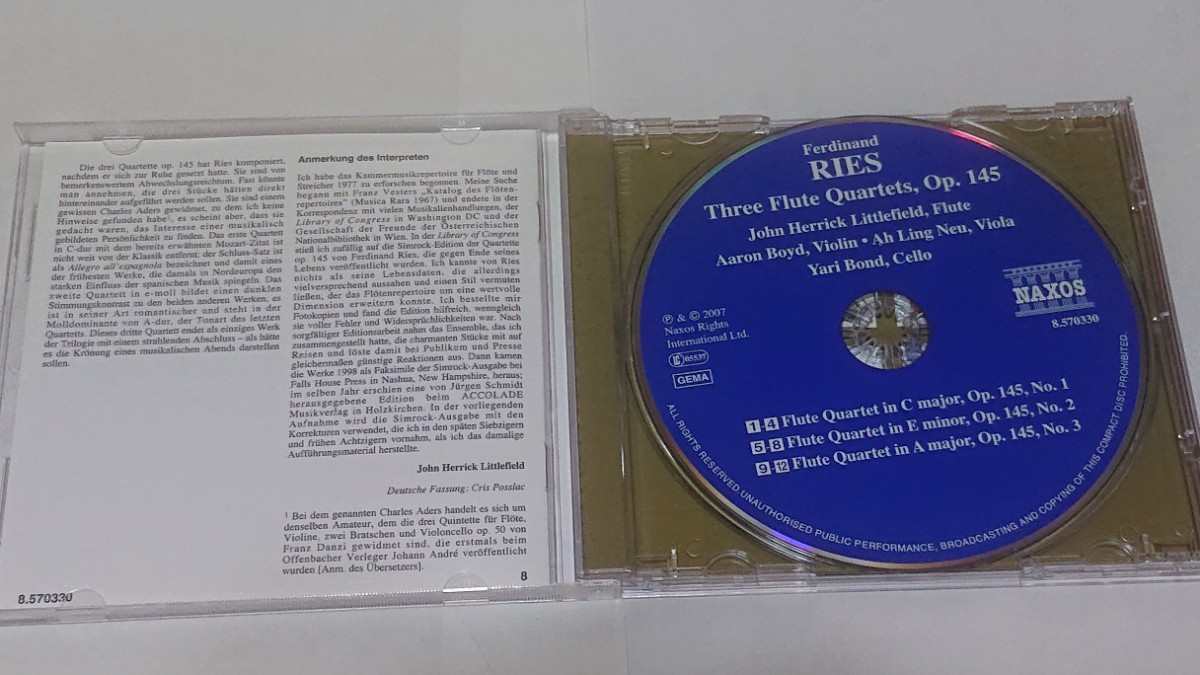 Die drei Quartette op. 145 hat Ries komponiert,
nachdem er sich zur Ruhe gesetzt hatte. Sie sind von
bemerkenswertem Abwechslungsreichtum. Fast könnte
man annehmen, die drei Stücke hätten direkt
hintereinander aufgeführt werden sollen. Sie sind einem
gewissen Charles Aders gewidmet, zu dem ich keine
Hinweise gefunden habe¹, es scheint aber, dass sie
gedacht waren, das Interesse einer musikalisch
gebildeten Persönlichkeit zu finden. Das erste Quartett
in C-dur mit dem bereits erwähnten Mozart-Zitat ist
nicht weit von der Klassik entfernt; der Schluss-Satz ist
als Allegro all'espagnola bezeichnet und damit eines
der frühesten Werke, die damals in Nordeuropa den
starken Einfluss der spanischen Musik spiegeln. Das
zweite Quartett in e-moll bildet einen dunklen
Stimmungskontrast zu den beiden anderen Werken; es
ist in seiner Art romantischer und steht in der
Molldominante von A-dur, der Tonart des letzten
Quartetts. Dieses dritte Quartett endet als einziges Werk
der Trilogie mit einem strahlenden Abschluss – als hätte
es die Krönung eines musikalischen Abends darstellen
sollen.
Anmerkung des Interpreten
Ich habe das Kammermusikrepertoire für Flöte und
Streicher 1977 zu erforschen begonnen. Meine Suche
begann mit Franz Vesters „Katalog des Flöten-
repertoires“ (Musica Rara 1967) und endete in der
Korrespondenz mit vielen Musikalienhandlungen, der
Library of Congress in Washington DC und der
Gesellschaft der Freunde der Österreichischen
Nationalbibliothek in Wien. In der Library of Congress
stieß ich zufällig auf die Simrock-Edition der Quartette
op. 145 von Ferdinand Ries, die gegen Ende seines
Lebens veröffentlicht wurden. Ich kannte von Ries
nichts als seine Lebensdaten, die allerdings
vielversprechend aussahen und einen Stil vermuten
ließen, der das Flötenrepertoire um eine wertvolle
Dimension erweitern konnte. Ich bestellte mir
Fotokopien und fand die Edition hilfreich, wenngleich
sie voller Fehler und Widersprüchlichkeiten war. Nach
sorgfältiger Editionsarbeit nahm das Ensemble, das ich
zusammengestellt hatte, die charmanten Stücke mit auf
Reisen und löste damit bei Publikum und Presse
gleichermaßen günstige Reaktionen aus. Dann kamen
die Werke 1998 als Faksimile der Simrock-Ausgabe bei
Falls House Press in Nashua, New Hampshire, heraus;
im selben Jahr erschien eine von Jürgen Schmidt
herausgegebene Edition beim ACCOLADE
Musikverlag in Holzkirchen. In der vorliegenden
Aufnahme wird die Simrock-Ausgabe mit den
Korrekturen verwendet, die ich in den späten Siebzigern
und frühen Achtzigern vornahm, als ich das damalige
Aufführungsmaterial herstellte.
John Herrick Littlefield
Deutsche Fassung: Cris Posslac
¹ Bei dem genannten Charles Aders handelt es sich um
denselben Amateur, dem die drei Quintette für Flöte,
Violine, zwei Bratschen und Violoncello op. 50 von
Franz Danzi gewidmet sind, die erstmals beim
Offenbacher Verleger Johann André veröffentlicht
wurden [Anm. des Übersetzers].
8.570330
8
Ferdinand
RIES
Three Flute Quartets, Op. 145
John Herrick Littlefield, Flute
Aaron Boyd, Violin • Ah Ling Neu, Viola
Yari Bond, Cello
℗ & © 2007
Naxos Rights
International Ltd.
LC 05537
GEMA
NAXOS
8.570330
1-4 Flute Quartet in C major, Op. 145, No. 1
5-8 Flute Quartet in E minor, Op. 145, No. 2
9-12 Flute Quartet in A major, Op. 145, No. 3
ALL RIGHTS RESERVED. UNAUTHORISED PUBLIC PERFORMANCE, BROADCASTING AND COPYING OF THIS COMPACT DISC PROHIBITED.